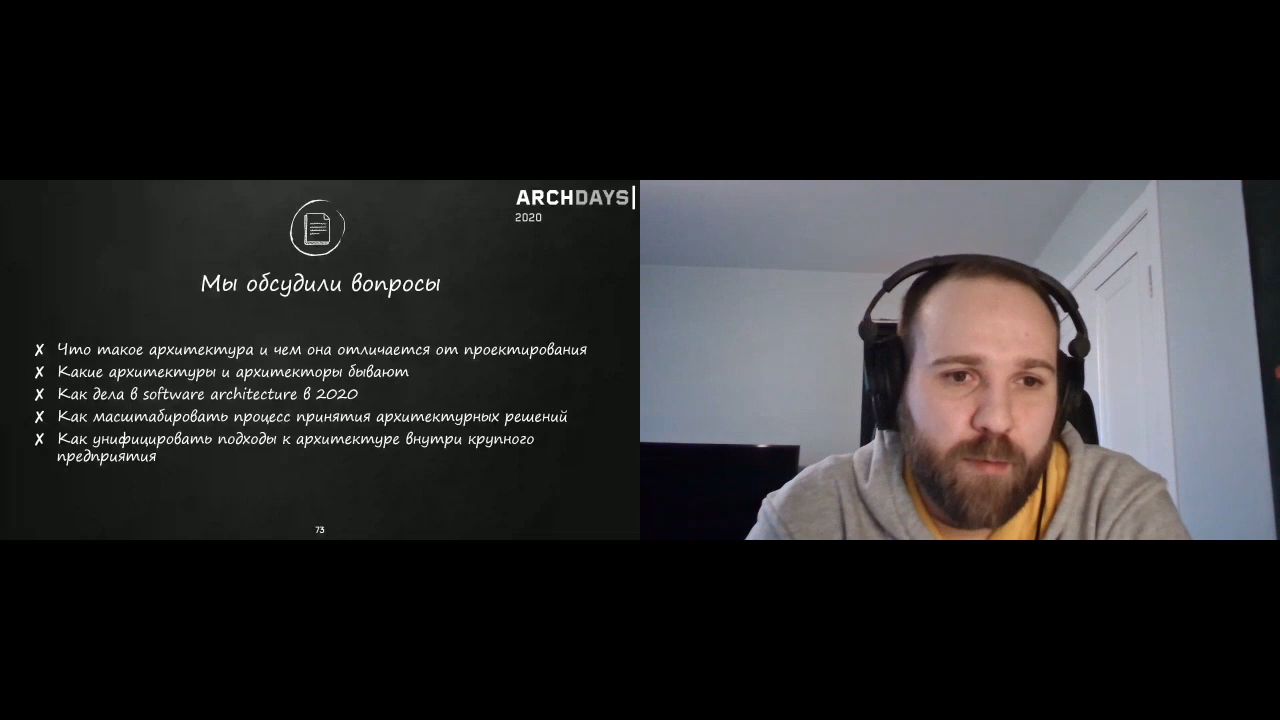 ARCHDAYS
2020
Мы обсудили вопросы
✗ Что такое архитектура и чем она отличается от проектирования
✗ Какие архитектуры и архитекторы бывают
✗ Как дела в software architecture в 2020
✗ Как масштабировать процесс принятия архитектурных решений
✗ Как унифицировать подходы к архитектуре внутри крупного
предприятия
73